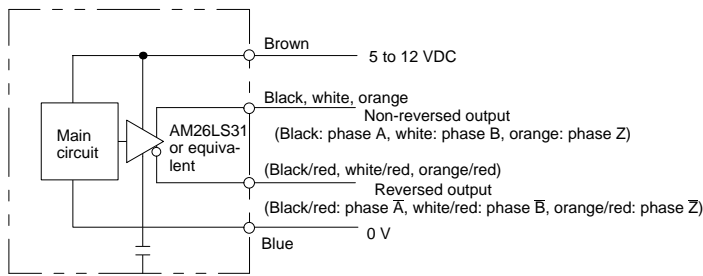 Brown
5 to 12 VDC
Black, white, orange
Non-reversed output
(Black: phase A, white: phase B, orange: phase Z)
Main
circuit
AM26LS31
or equiva-
lent
(Black/red, white/red, orange/red)
Reversed output
(Black/red: phase A̅, white/red: phase B̅, orange/red: phase Z̅)
0 V
Blue